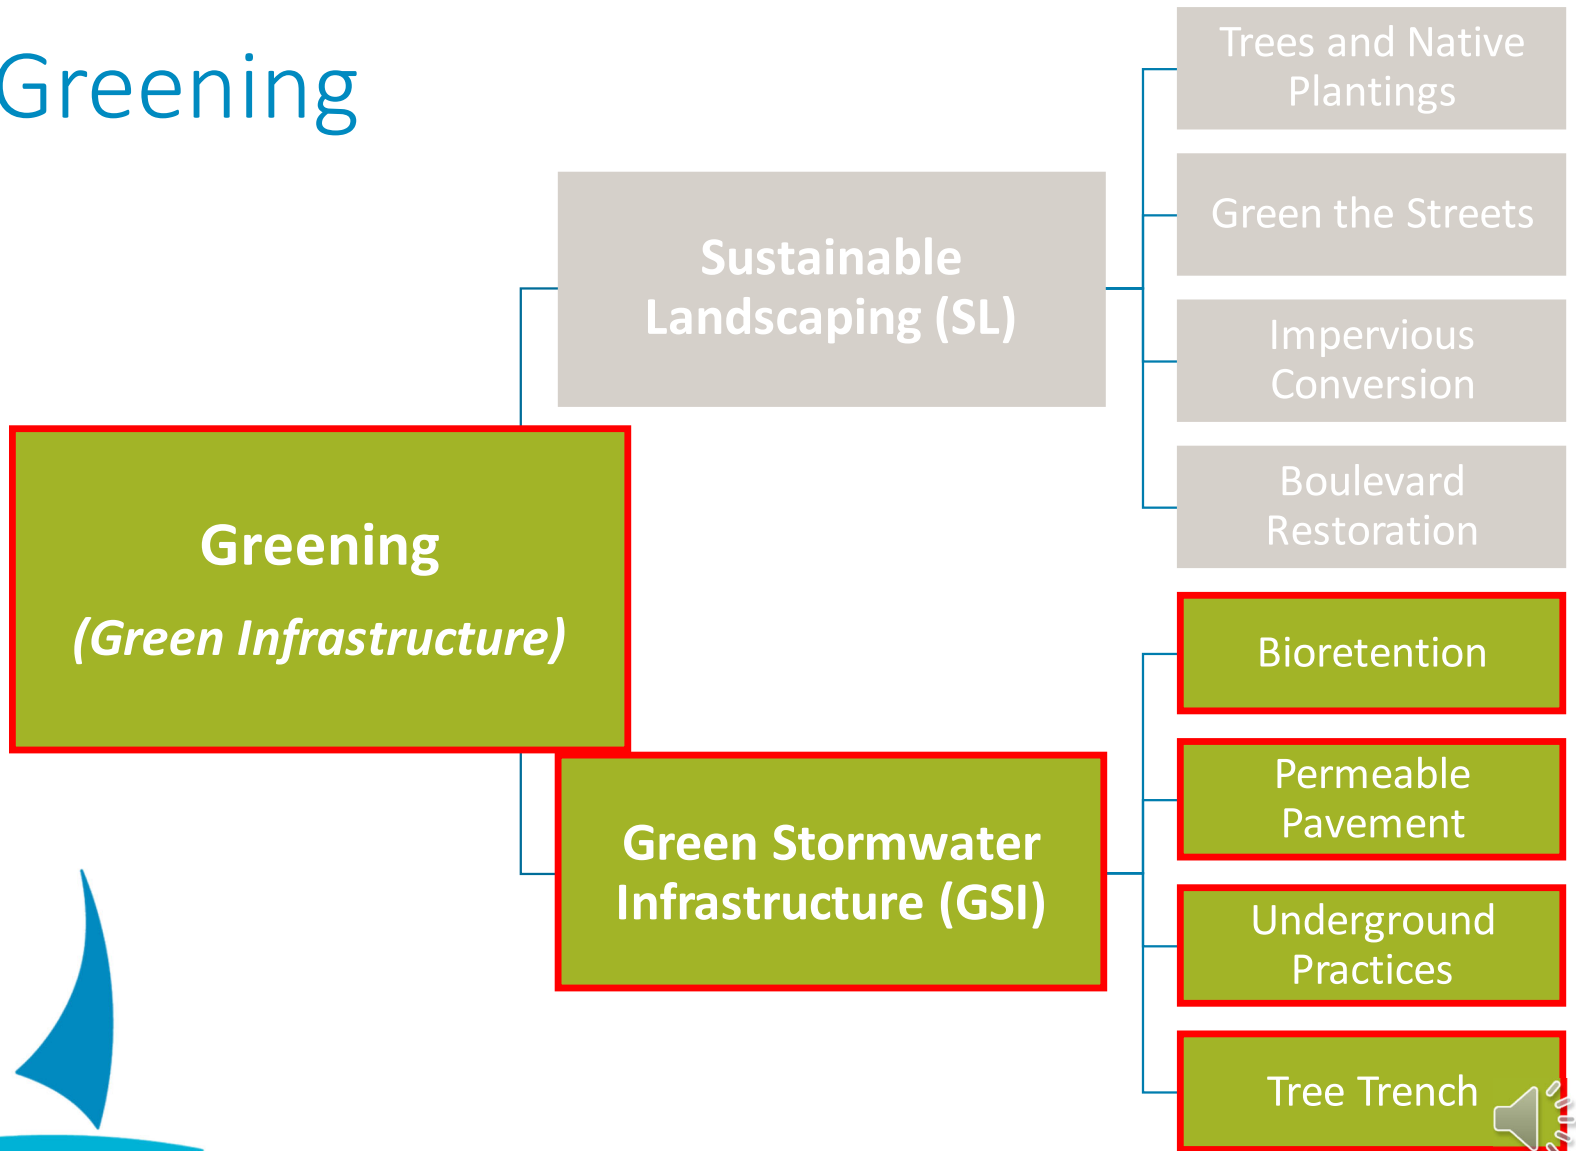 Greening
Trees and Native
Plantings
Green the Streets
Sustainable
Landscaping (SL)
Impervious
Conversion
Boulevard
Restoration
Greening
(Green Infrastructure)
Bioretention
Permeable
Pavement
Green Stormwater
Infrastructure (GSI)
Underground
Practices
Tree Trench